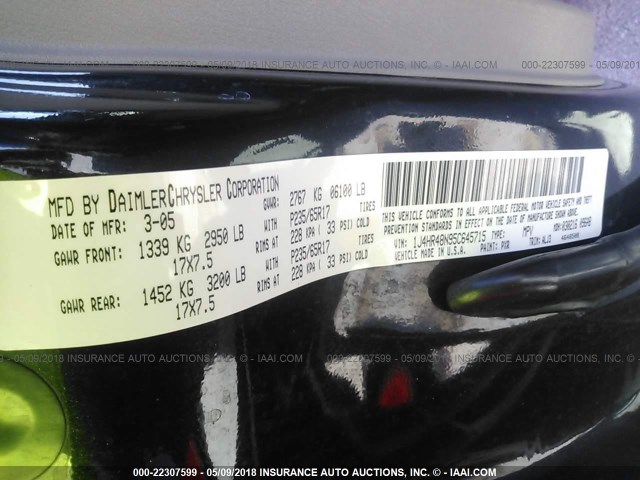 000-22307599 - 05/09/2018 INSURANCE AUTO AUCTIONS, INC. © - IAAI.COM
000-22307599 - 05/09/2018
MFD BY DAIMLERCHRYSLER CORPORATION
DATE OF MFR: 3-05
GVWR: 2767 KG 06100 LB
GAWR FRONT: 1339 KG 2950 LB
WITH P235/65R17 TIRES
17X7.5
RIMS AT 228 KPA( 33 PSI) COLD
GAWR REAR: 1452 KG 3200 LB
WITH P235/65R17 TIRES
17X7.5
RIMS AT 228 KPA( 33 PSI) COLD
THIS VEHICLE CONFORMS TO ALL APPLICABLE FEDERAL MOTOR VEHICLE SAFETY AND THEFT
PREVENTION STANDARDS IN EFFECT ON THE DATE OF MANUFACTURE SHOWN ABOVE.
VIN: TYPE: MPV
VEHICLE MADE IN U.S.A. PAINT: PXR
05/09/2018 INSURANCE AUTO AUCTIONS, INC. © - IAAI.COM
000-22307599 - 05/09/2018 INSURANCE AUTO AUCTIONS, INC. © - IAAI.COM
000-22307599 - 05/09/2018 INSURANCE AUTO AUCTIONS, INC. © - IAAI.COM